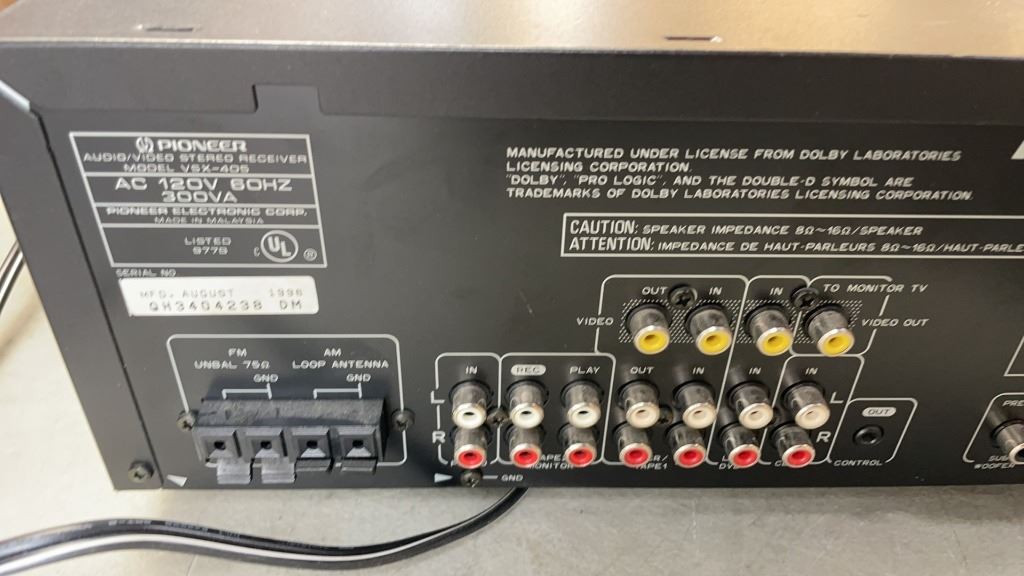 PIONEER
AUDIO/VIDEO STEREO RECEIVER
MODEL VSX-405
AC 120V 60HZ
300VA
PIONEER ELECTRONIC CORP.
MADE IN MALAYSIA
LISTED
977S
C UL ®
SERIAL NO
MFD. AUGUST 1996
QH3404238 DM
MANUFACTURED UNDER LICENSE FROM DOLBY LABORATORIES
LICENSING CORPORATION.
"DOLBY", "PRO LOGIC", AND THE DOUBLE-D SYMBOL ARE
TRADEMARKS OF DOLBY LABORATORIES LICENSING CORPORATION.
CAUTION: SPEAKER IMPEDANCE 8Ω~16Ω/SPEAKER
ATTENTION: IMPEDANCE DE HAUT-PARLEURS 8Ω~16Ω/HAUT-PARLE
OUT IN IN TO MONITOR TV
VIDEO VIDEO OUT
FM AM
UNBAL 75Ω LOOP ANTENNA
GND GND
IN REC PLAY OUT IN IN IN
L L
OUT
R R
MONITOR TAPE1 CONTROL
GND
PRE
SUB
WOOFER